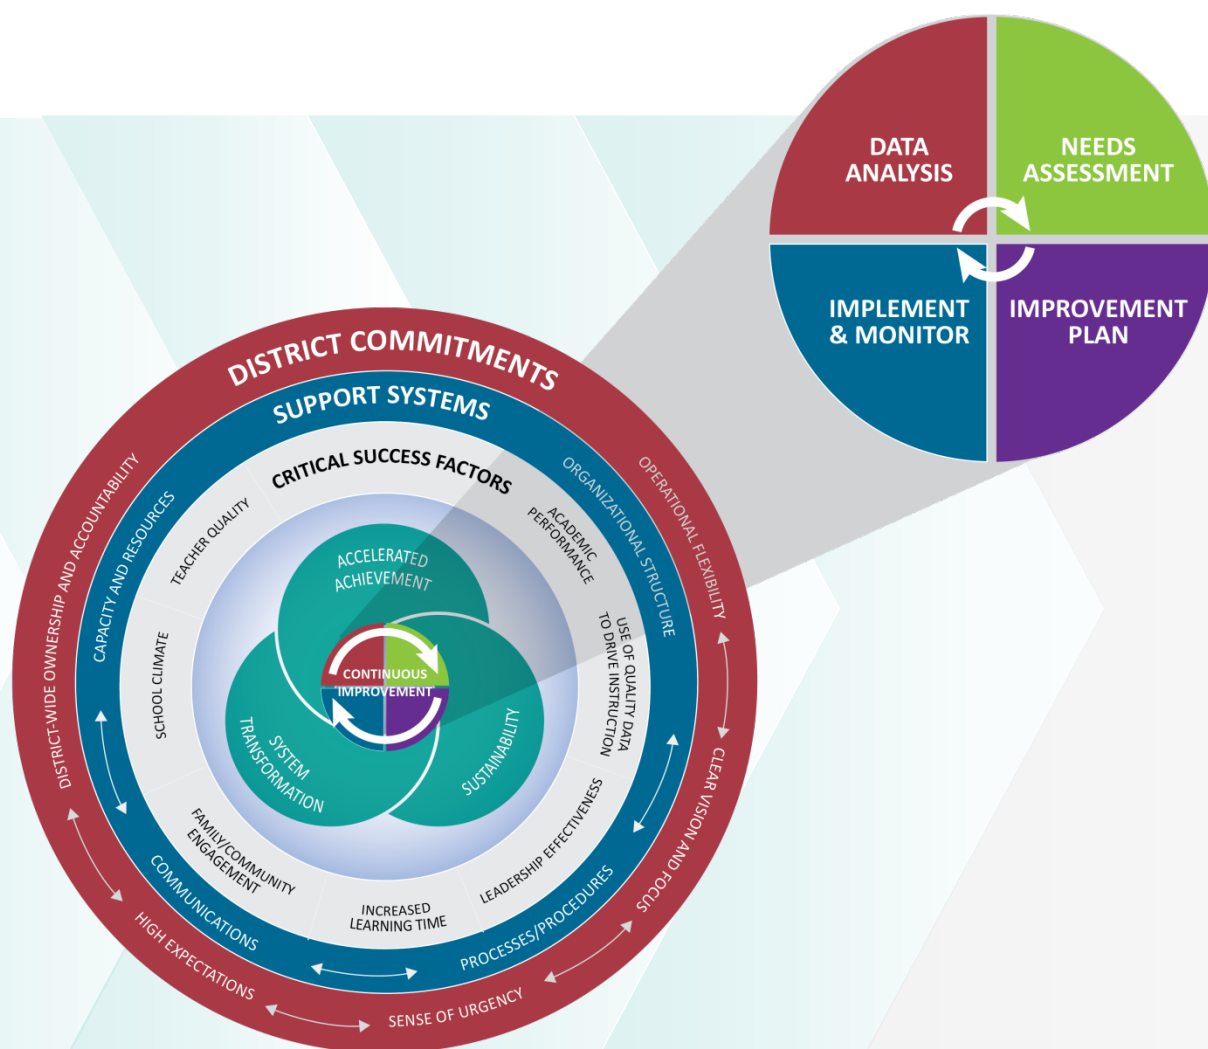 DATA
ANALYSIS
NEEDS
ASSESSMENT
IMPLEMENT
& MONITOR
IMPROVEMENT
PLAN
DISTRICT COMMITMENTS
SUPPORT SYSTEMS
CRITICAL SUCCESS FACTORS
DISTRICT-WIDE OWNERSHIP AND ACCOUNTABILITY
CAPACITY AND RESOURCES
TEACHER QUALITY
SCHOOL CLIMATE
ACADEMIC
PERFORMANCE
ORGANIZATIONAL STRUCTURE
OPERATIONAL FLEXIBILITY
USE OF QUALITY DATA
TO DRIVE INSTRUCTION
ACCELERATED
ACHIEVEMENT
CONTINUOUS
IMPROVEMENT
SYSTEM
TRANSFORMATION
SUSTAINABILITY
FAMILY/COMMUNITY
ENGAGEMENT
INCREASED
LEARNING TIME
LEADERSHIP EFFECTIVENESS
COMMUNICATIONS
PROCESSES/PROCEDURES
CLEAR VISION AND FOCUS
HIGH EXPECTATIONS
SENSE OF URGENCY